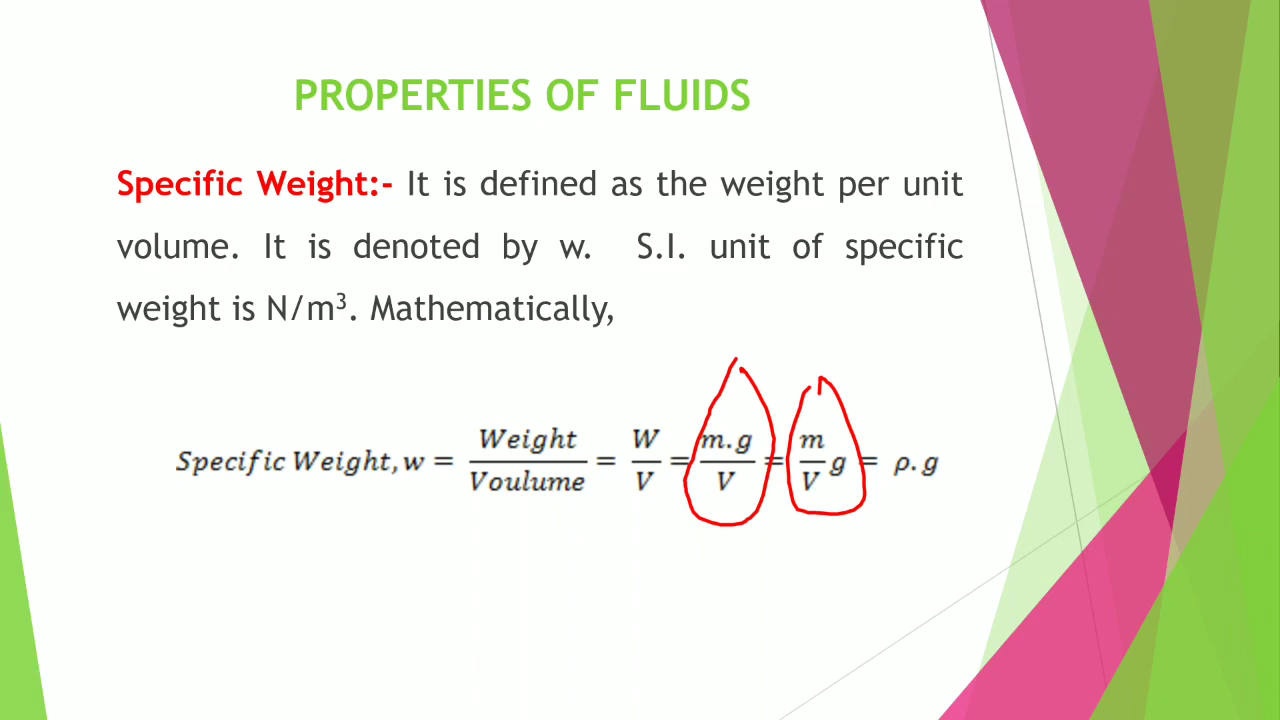 PROPERTIES OF FLUIDS
Specific Weight:- It is defined as the weight per unit
volume. It is denoted by w. S.I. unit of specific
weight is N/m³. Mathematically,
Specific Weight, w = Weight/Voulume = W/V = m.g/V = m/V g = ρ.g